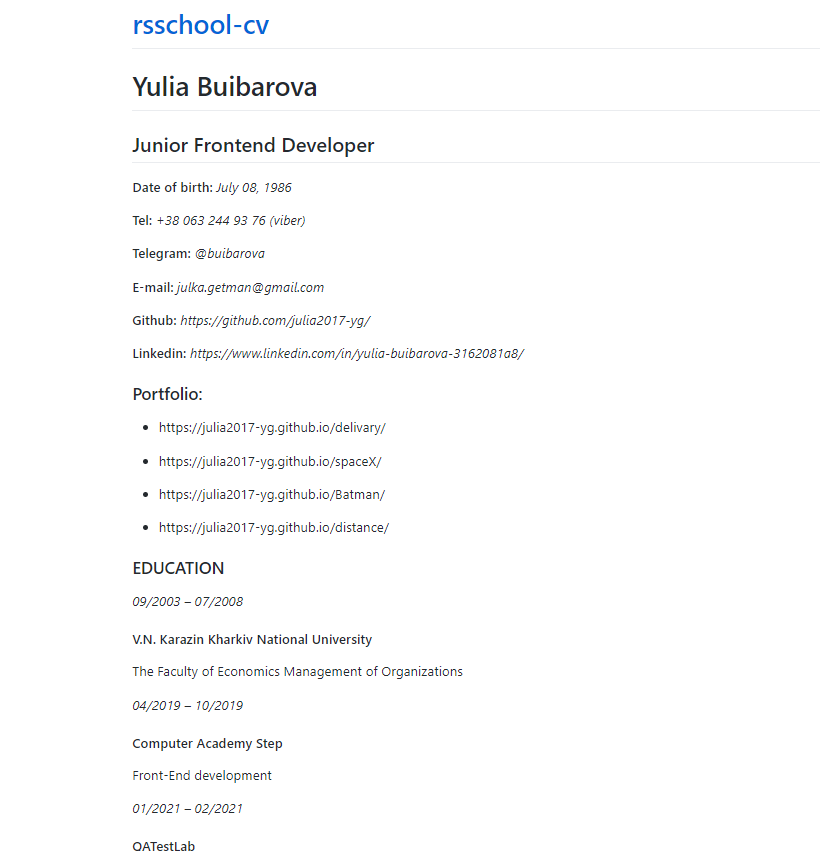 rsschool-cv
Yulia Buibarova
Junior Frontend Developer
Date of birth: July 08, 1986
Tel: +38 063 244 93 76 (viber)
Telegram: @buibarova
E-mail: julka.getman@gmail.com
Github: https://github.com/julia2017-yg/
Linkedin: https://www.linkedin.com/in/yulia-buibarova-3162081a8/
Portfolio:
https://julia2017-yg.github.io/delivary/
https://julia2017-yg.github.io/spaceX/
https://julia2017-yg.github.io/Batman/
https://julia2017-yg.github.io/distance/
EDUCATION
09/2003 – 07/2008
V.N. Karazin Kharkiv National University
The Faculty of Economics Management of Organizations
04/2019 – 10/2019
Computer Academy Step
Front-End development
01/2021 – 02/2021
QATestLab